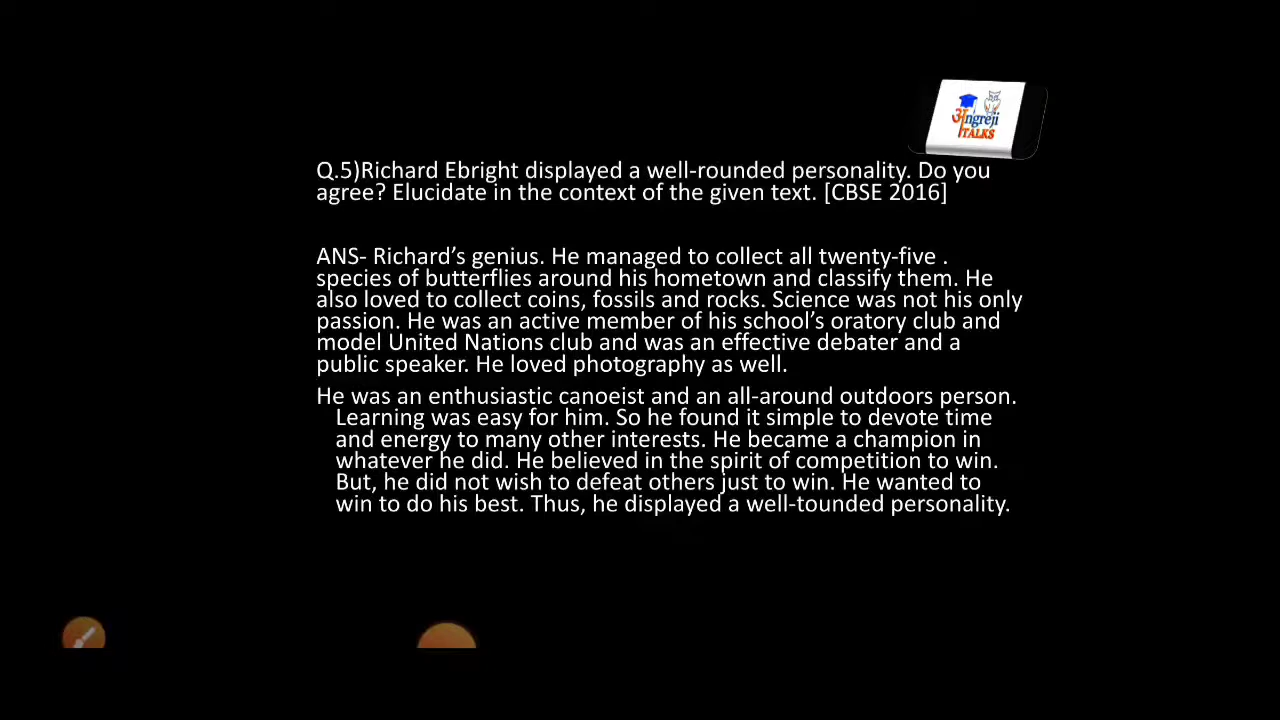 अngreji
TALKS
Q.5)Richard Ebright displayed a well-rounded personality. Do you
agree? Elucidate in the context of the given text. [CBSE 2016]
ANS- Richard’s genius. He managed to collect all twenty-five .
species of butterflies around his hometown and classify them. He
also loved to collect coins, fossils and rocks. Science was not his only
passion. He was an active member of his school’s oratory club and
model United Nations club and was an effective debater and a
public speaker. He loved photography as well.
He was an enthusiastic canoeist and an all-around outdoors person.
Learning was easy for him. So he found it simple to devote time
and energy to many other interests. He became a champion in
whatever he did. He believed in the spirit of competition to win.
But, he did not wish to defeat others just to win. He wanted to
win to do his best. Thus, he displayed a well-tounded personality.